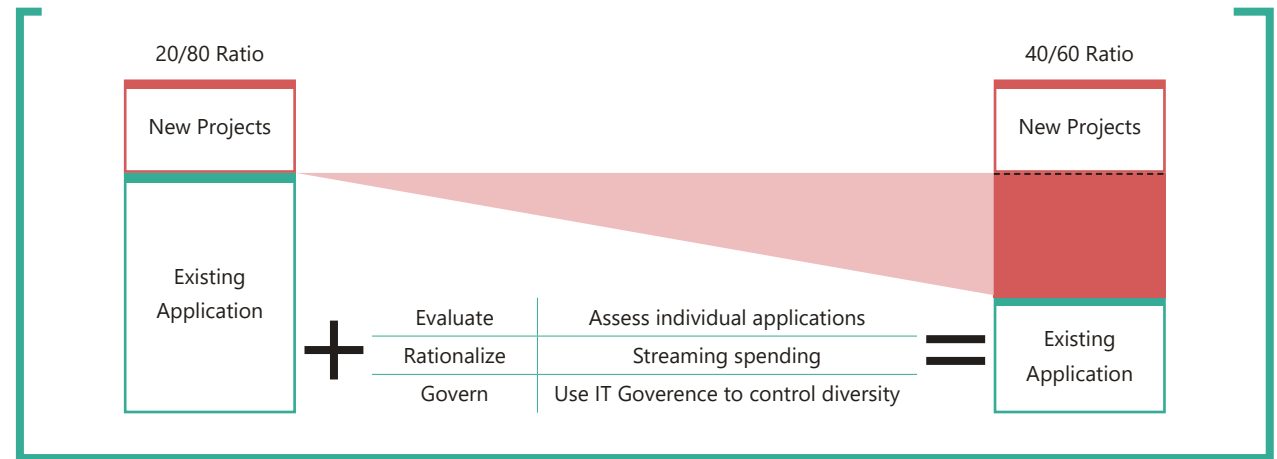 20/80 Ratio
New Projects
Existing
Application
Evaluate
Assess individual applications
Rationalize
Streaming spending
Govern
Use IT Goverence to control diversity
40/60 Ratio
New Projects
Existing
Application